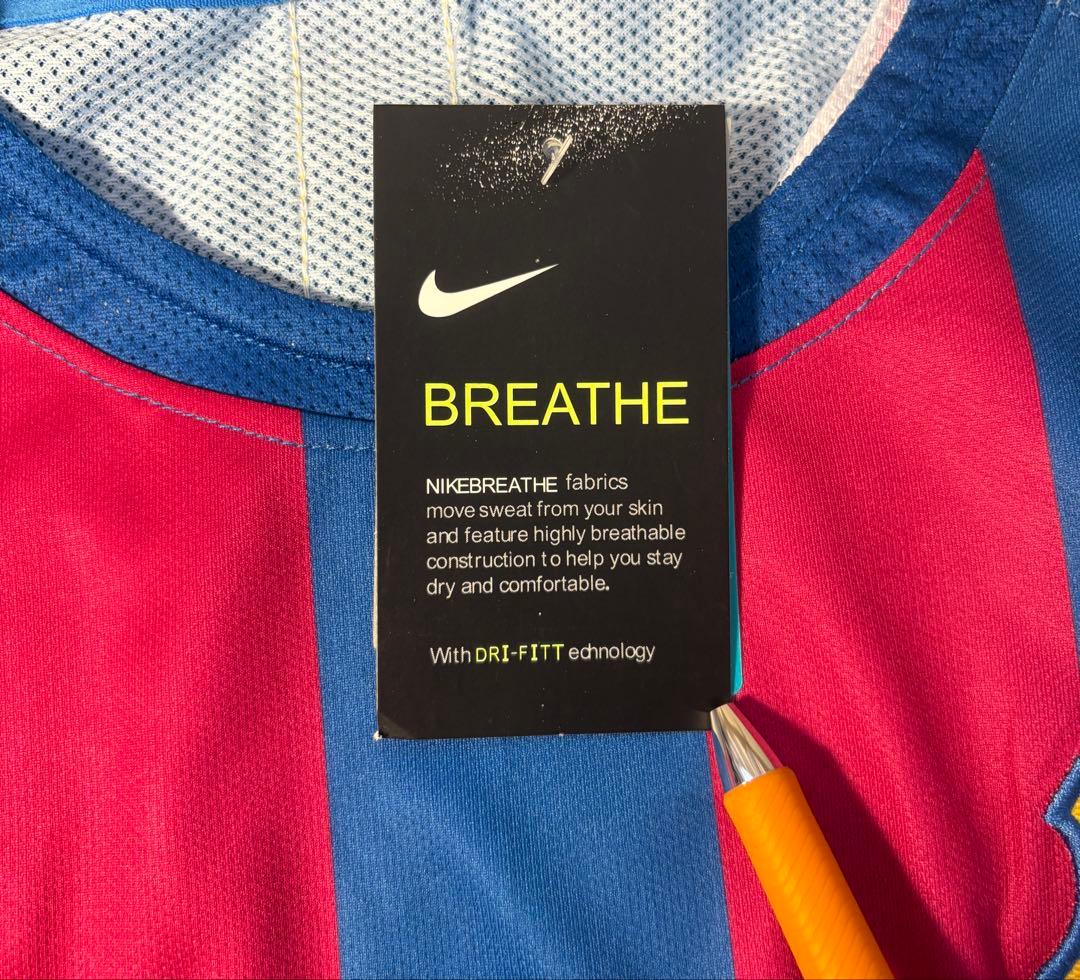 BREATHE
NIKEBREATHE fabrics
move sweat from your skin
and feature highly breathable
construction to help you stay
dry and comfortable.
With DRI-FITT echnology